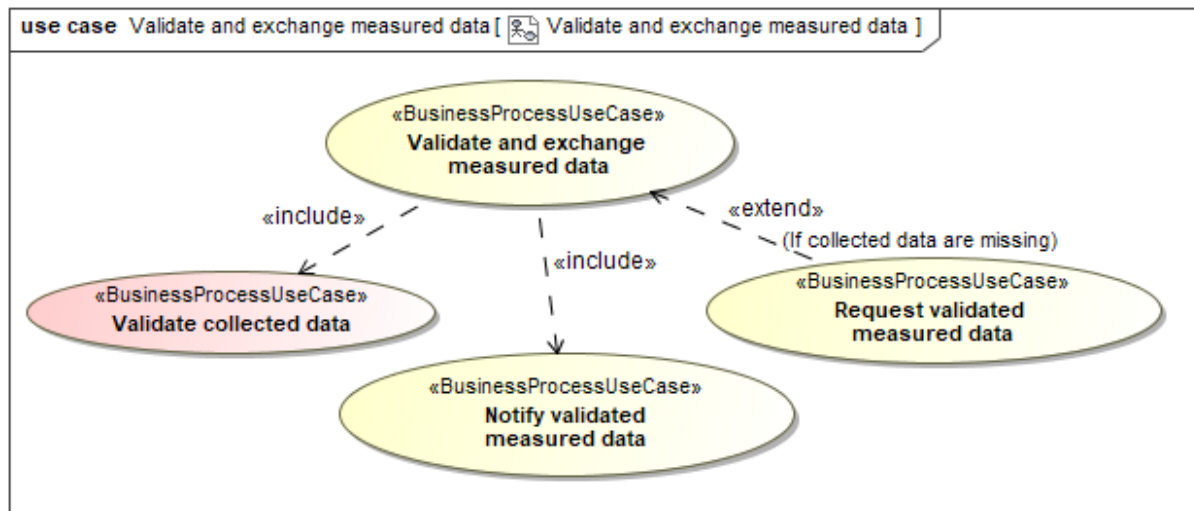 use case Validate and exchange measured data [ Validate and exchange measured data ]
«BusinessProcessUseCase»
Validate and exchange
measured data
«include»
«extend»
(If collected data are missing)
«include»
«BusinessProcessUseCase»
Validate collected data
«BusinessProcessUseCase»
Request validated
measured data
«BusinessProcessUseCase»
Notify validated
measured data